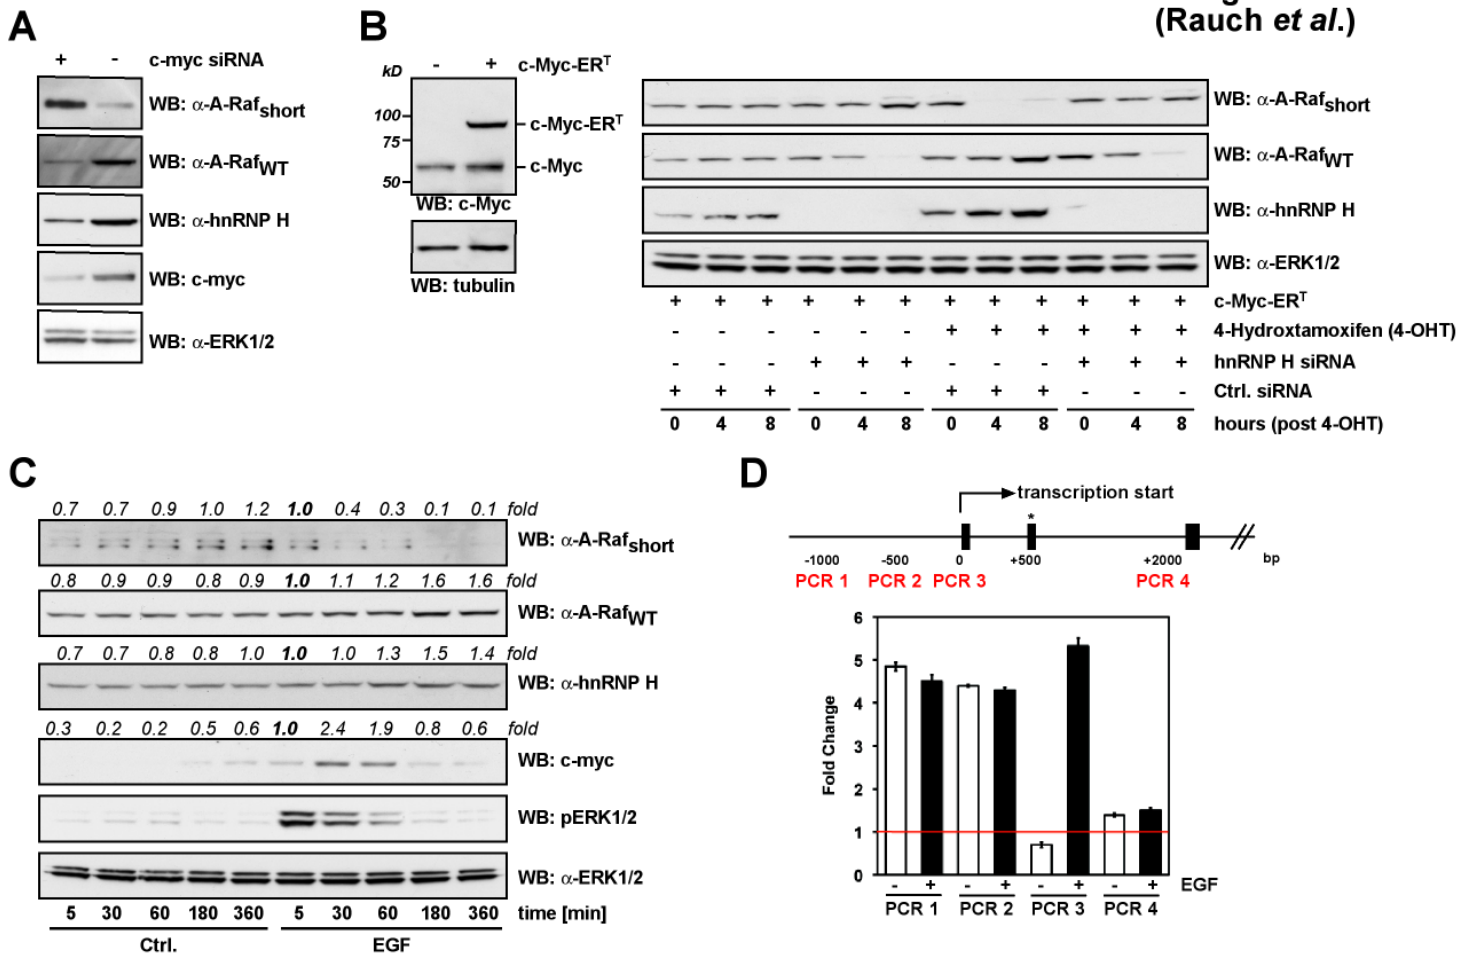 (Rauch et al.)
A
+ - c-myc siRNA
WB: α-A-Rafshort
WB: α-A-RafWT
WB: α-hnRNP H
WB: c-myc
WB: α-ERK1/2
B
kD - + c-Myc-ERT
100
75
50
c-Myc-ERT
c-Myc
WB: c-Myc
WB: tubulin
WB: α-A-Rafshort
WB: α-A-RafWT
WB: α-hnRNP H
WB: α-ERK1/2
+ + + + + + + + + + + + c-Myc-ERT
- - - - - - + + + + + + 4-Hydroxtamoxifen (4-OHT)
- - - + + + - - - + + + hnRNP H siRNA
+ + + - - - + + + - - - Ctrl. siRNA
0 4 8 0 4 8 0 4 8 0 4 8 hours (post 4-OHT)
C
0.7 0.7 0.9 1.0 1.2 1.0 0.4 0.3 0.1 0.1 fold
WB: α-A-Rafshort
0.8 0.9 0.9 0.8 0.9 1.0 1.1 1.2 1.6 1.6 fold
WB: α-A-RafWT
0.7 0.7 0.8 0.8 1.0 1.0 1.0 1.3 1.5 1.4 fold
WB: α-hnRNP H
0.3 0.2 0.2 0.5 0.6 1.0 2.4 1.9 0.8 0.6 fold
WB: c-myc
WB: pERK1/2
WB: α-ERK1/2
5 30 60 180 360 5 30 60 180 360 time [min]
Ctrl. EGF
D
transcription start
*
-1000 -500 0 +500 +2000 bp
PCR 1 PCR 2 PCR 3 PCR 4
Fold Change
6
5
4
3
2
1
0
- + - + - + - + EGF
PCR 1 PCR 2 PCR 3 PCR 4